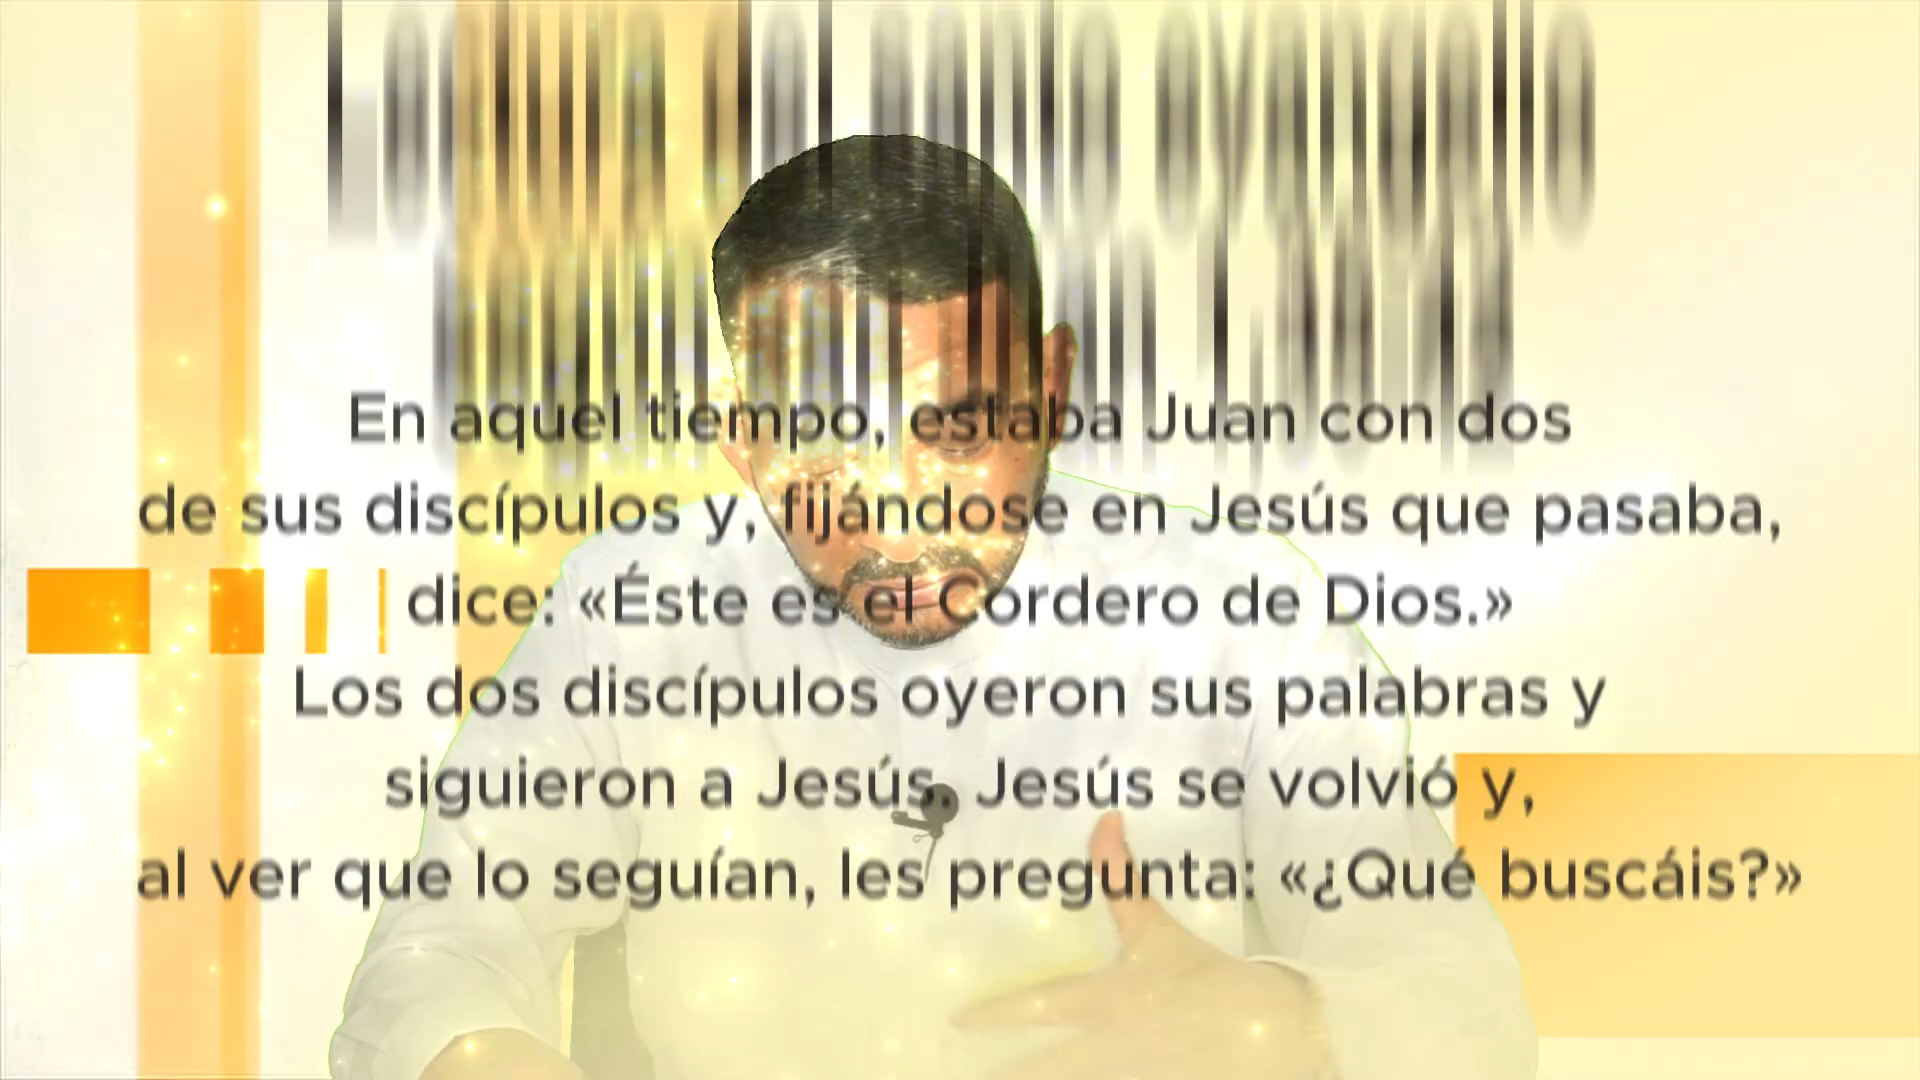 En aquel tiempo, estaba Juan con dos
de sus discípulos y, fijándose en Jesús que pasaba,
dice: «Éste es el Cordero de Dios.»
Los dos discípulos oyeron sus palabras y
siguieron a Jesús. Jesús se volvió y,
al ver que lo seguían, les pregunta: «¿Qué buscáis?»